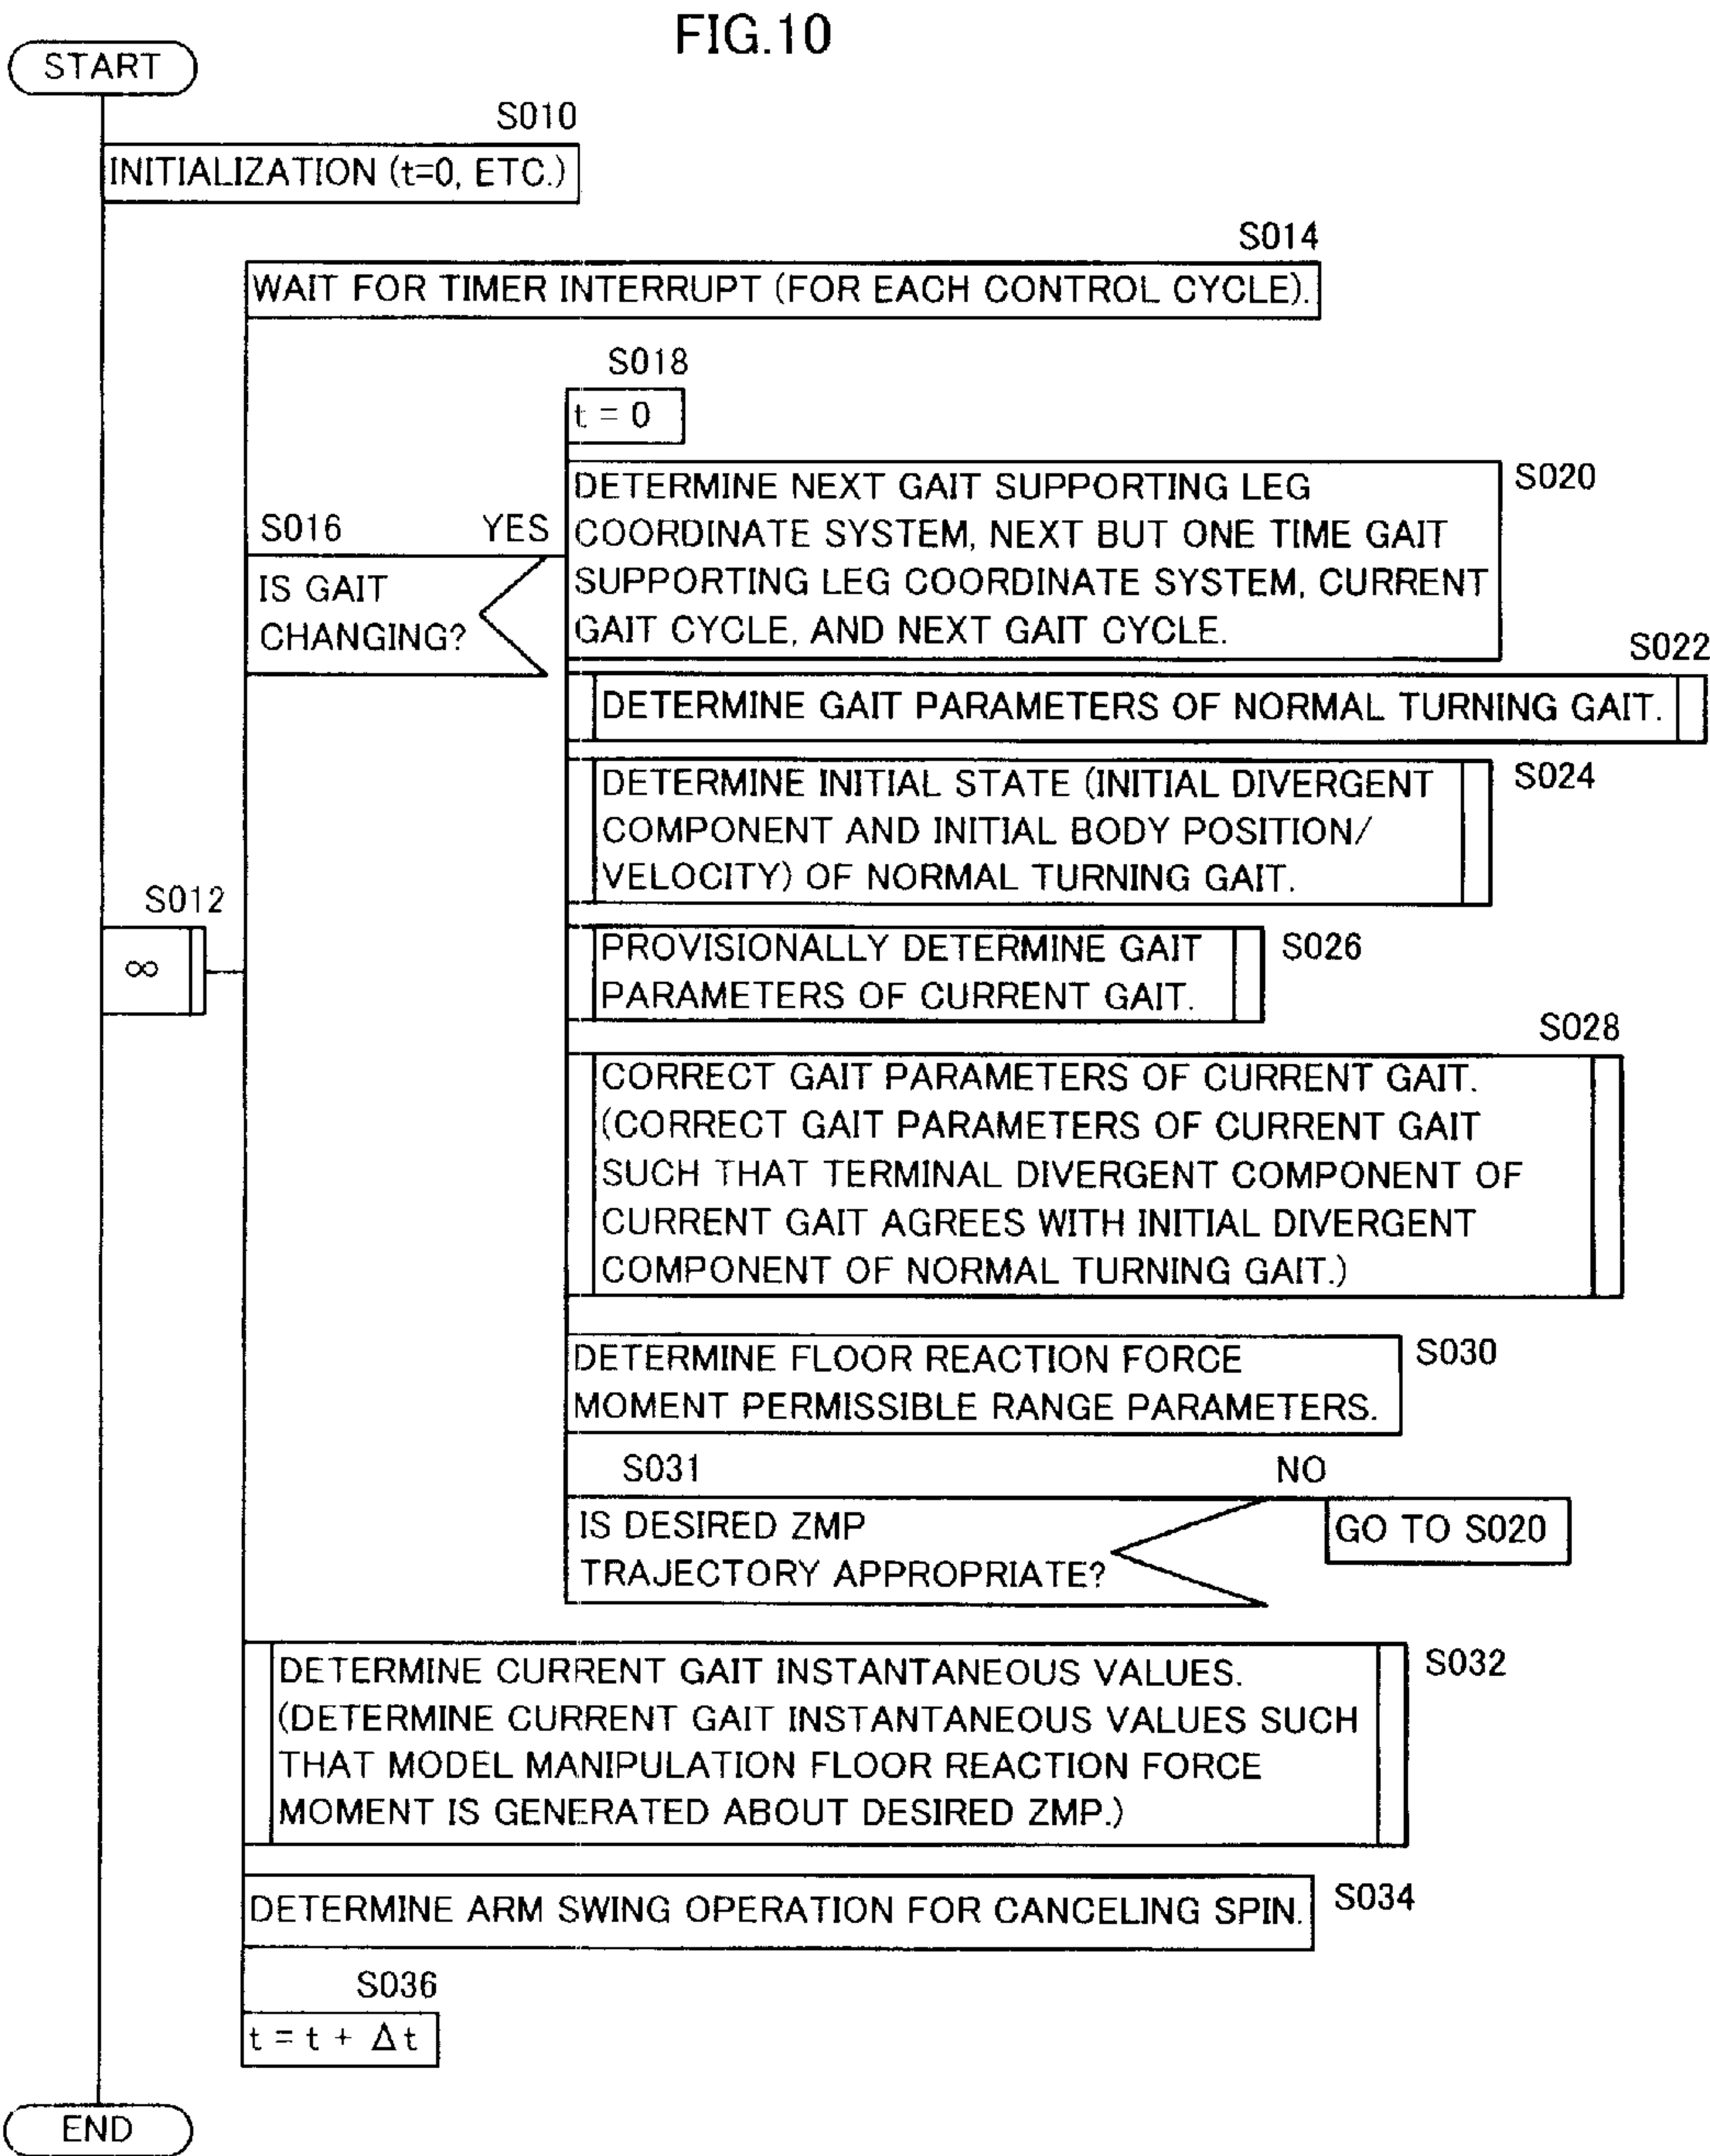 FIG.10
START
S010
INITIALIZATION (t=0, ETC.)
S014
WAIT FOR TIMER INTERRUPT (FOR EACH CONTROL CYCLE).
S018
t = 0
S016 YES
IS GAIT
CHANGING?
DETERMINE NEXT GAIT SUPPORTING LEG
COORDINATE SYSTEM, NEXT BUT ONE TIME GAIT
SUPPORTING LEG COORDINATE SYSTEM, CURRENT
GAIT CYCLE, AND NEXT GAIT CYCLE.
S020
S022
DETERMINE GAIT PARAMETERS OF NORMAL TURNING GAIT.
DETERMINE INITIAL STATE (INITIAL DIVERGENT
COMPONENT AND INITIAL BODY POSITION/
VELOCITY) OF NORMAL TURNING GAIT.
S024
S012
∞
PROVISIONALLY DETERMINE GAIT
PARAMETERS OF CURRENT GAIT.
S026
S028
CORRECT GAIT PARAMETERS OF CURRENT GAIT.
(CORRECT GAIT PARAMETERS OF CURRENT GAIT
SUCH THAT TERMINAL DIVERGENT COMPONENT OF
CURRENT GAIT AGREES WITH INITIAL DIVERGENT
COMPONENT OF NORMAL TURNING GAIT.)
DETERMINE FLOOR REACTION FORCE
MOMENT PERMISSIBLE RANGE PARAMETERS.
S030
S031 NO
IS DESIRED ZMP
TRAJECTORY APPROPRIATE?
GO TO S020
DETERMINE CURRENT GAIT INSTANTANEOUS VALUES.
(DETERMINE CURRENT GAIT INSTANTANEOUS VALUES SUCH
THAT MODEL MANIPULATION FLOOR REACTION FORCE
MOMENT IS GENERATED ABOUT DESIRED ZMP.)
S032
DETERMINE ARM SWING OPERATION FOR CANCELING SPIN.
S034
S036
t = t + Δt
END